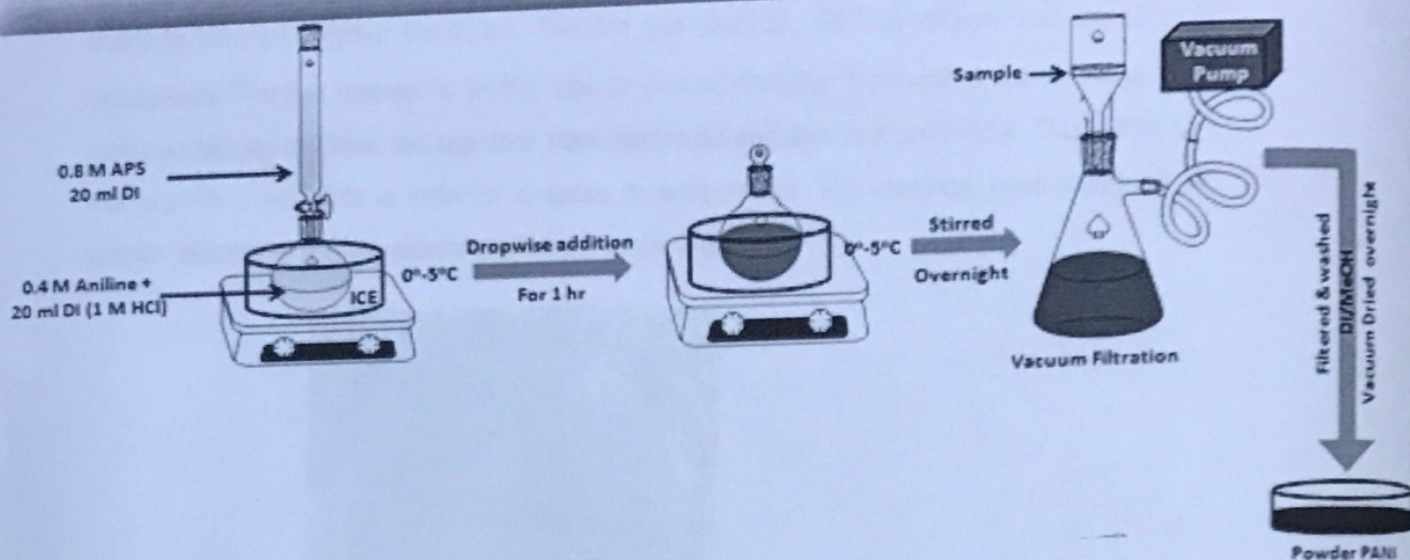 0.8 M APS
20 ml DI
0.4 M Aniline +
20 ml DI (1 M HCl)
ICE
0°-5°C
Dropwise addition
For 1 hr
0°-5°C
Stirred
Overnight
Sample
Vacuum
Pump
Vacuum Filtration
Filtered & washed
DI/MeOH
Vacuum Dried overnight
Powder PANI